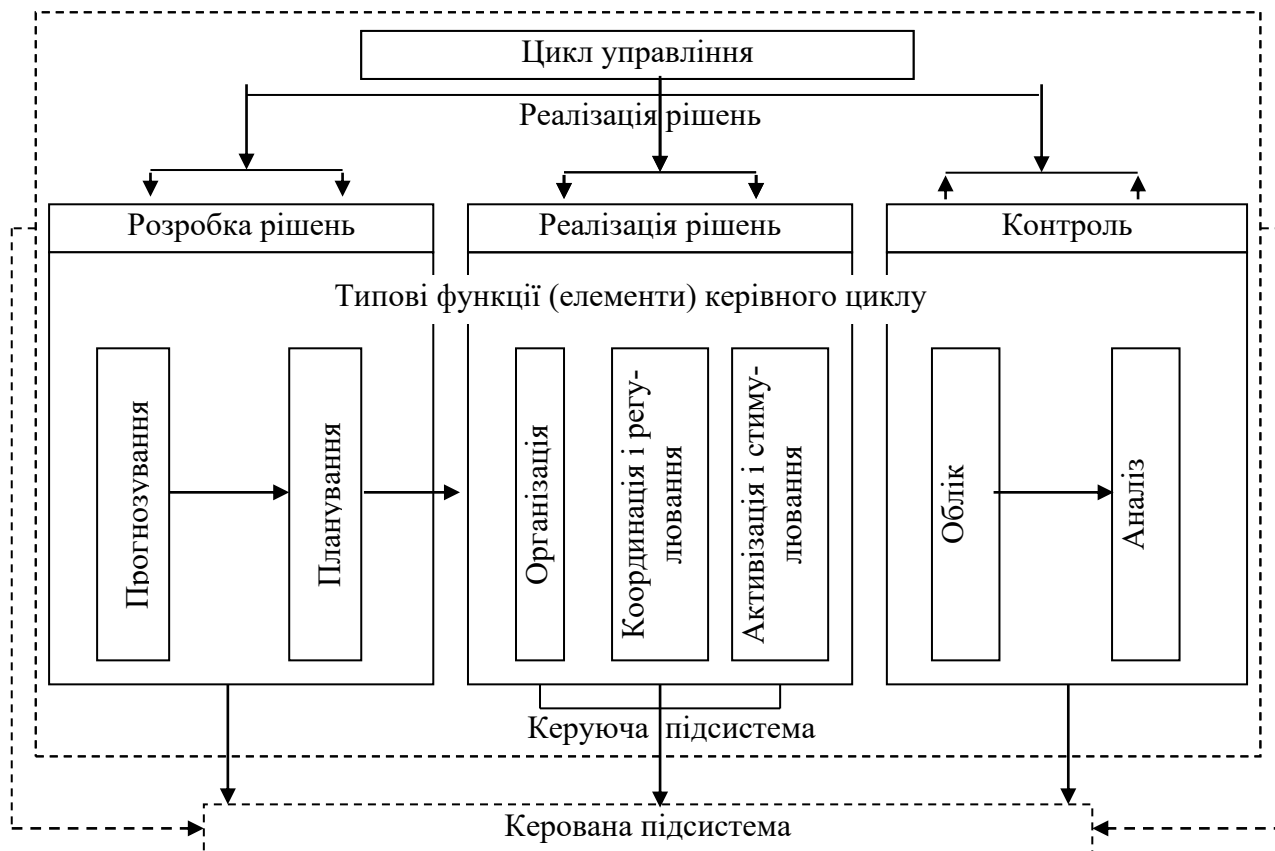 Цикл управління
Реалізація рішень
Розробка рішень
Реалізація рішень
Контроль
Типові функції (елементи) керівного циклу
Прогнозування
Планування
Організація
Координація і регу-
лювання
Активізація і стиму-
лювання
Облік
Аналіз
Керуюча підсистема
Керована підсистема